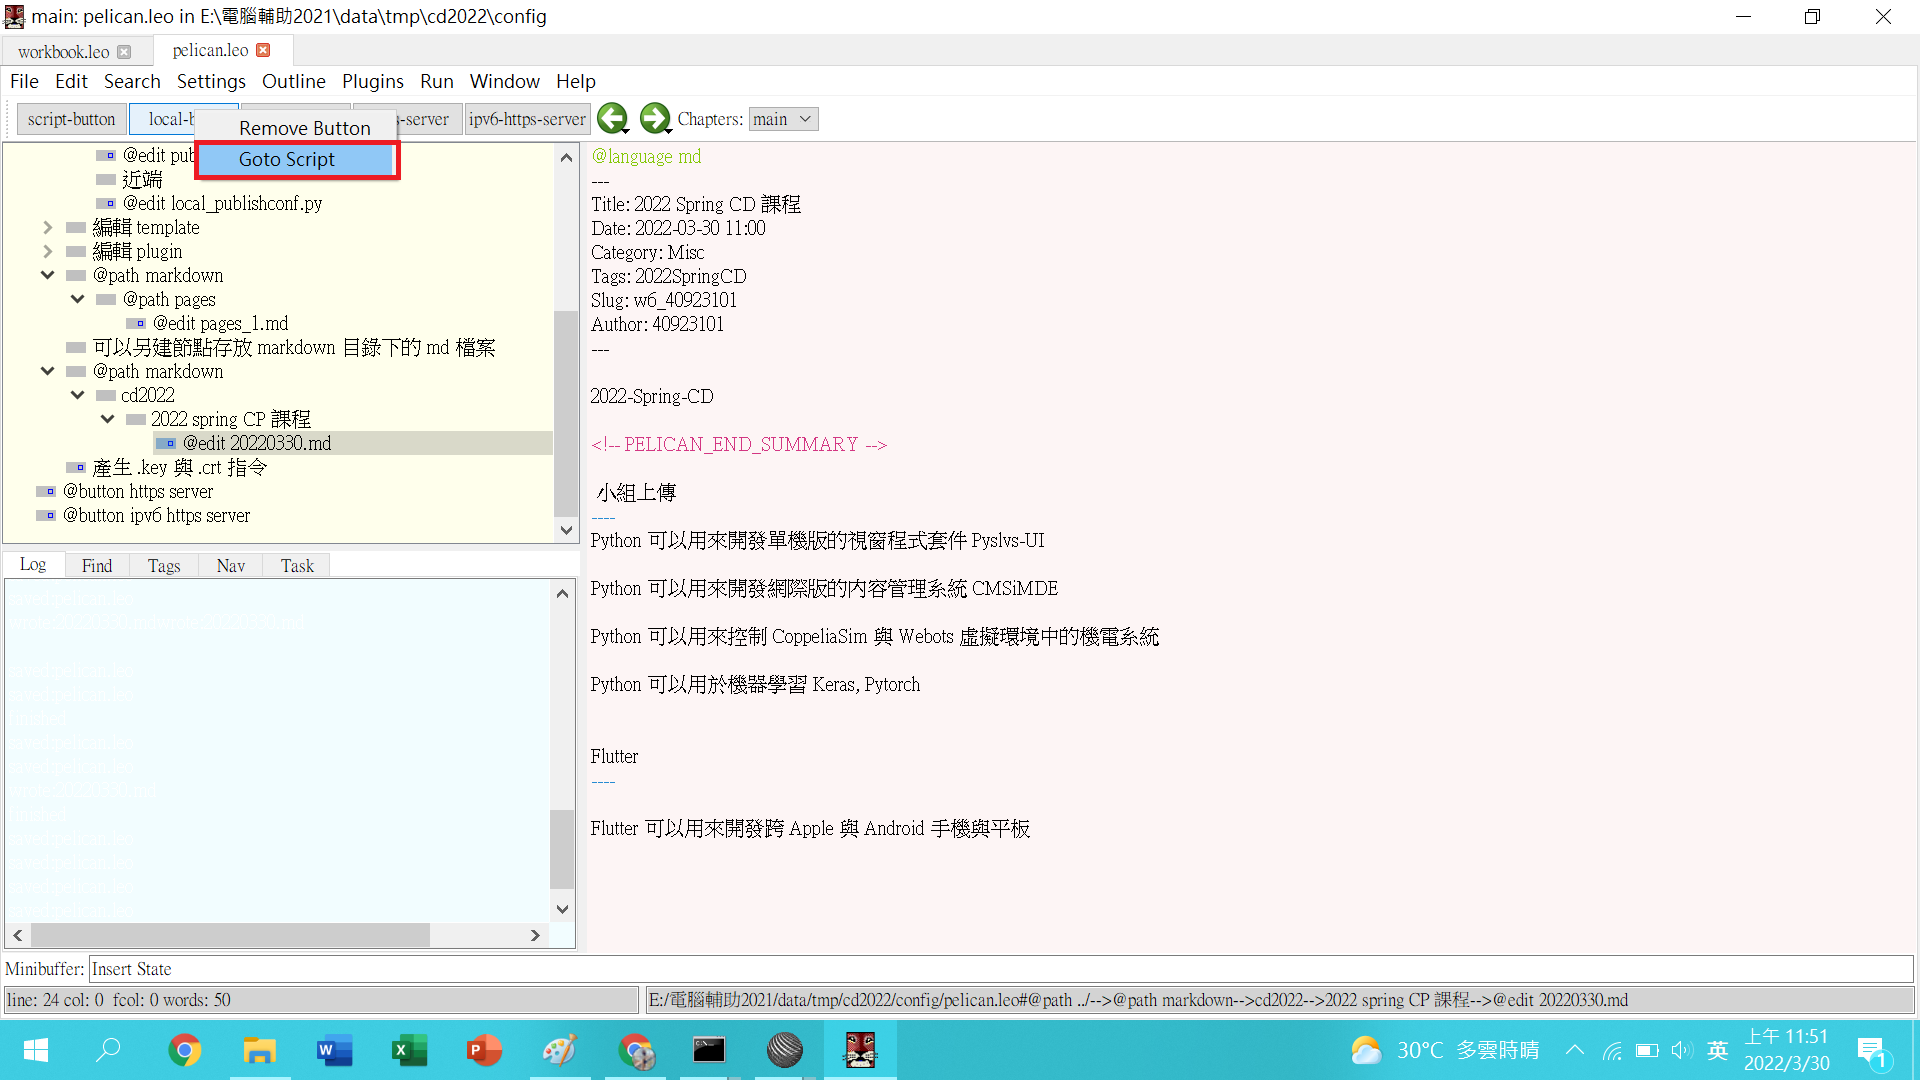 main: pelican.leo in E:\電腦輔助2021\data\tmp\cd2022\config
workbook.leo
pelican.leo
File Edit Search Settings Outline Plugins Run Window Help
script-button
local-b
s-server
ipv6-https-server
Chapters:
main
Remove Button
Goto Script
@edit pub
近端
@edit local_publishconf.py
編輯 template
編輯 plugin
@path markdown
@path pages
@edit pages_1.md
可以另建節點存放 markdown 目錄下的 md 檔案
@path markdown
cd2022
2022 spring CP 課程
@edit 20220330.md
產生 .key 與 .crt 指令
@button https server
@button ipv6 https server
Log Find Tags Nav Task
@language md
---
Title: 2022 Spring CD 課程
Date: 2022-03-30 11:00
Category: Misc
Tags: 2022SpringCD
Slug: w6_40923101
Author: 40923101
---
2022-Spring-CD
<!-- PELICAN_END_SUMMARY -->
小組上傳
----
Python 可以用來開發單機版的視窗程式套件 Pyslvs-UI
Python 可以用來開發網際版的內容管理系統 CMSiMDE
Python 可以用來控制 CoppeliaSim 與 Webots 虛擬環境中的機電系統
Python 可以用於機器學習 Keras, Pytorch
Flutter
----
Flutter 可以用來開發跨 Apple 與 Android 手機與平板
Minibuffer: Insert State
line: 24 col: 0 fcol: 0 words: 50
E:/電腦輔助2021/data/tmp/cd2022/config/pelican.leo#@path ../-->@path markdown-->cd2022-->2022 spring CP 課程-->@edit 20220330.md
30°C 多雲時晴
英
上午 11:51
2022/3/30
1